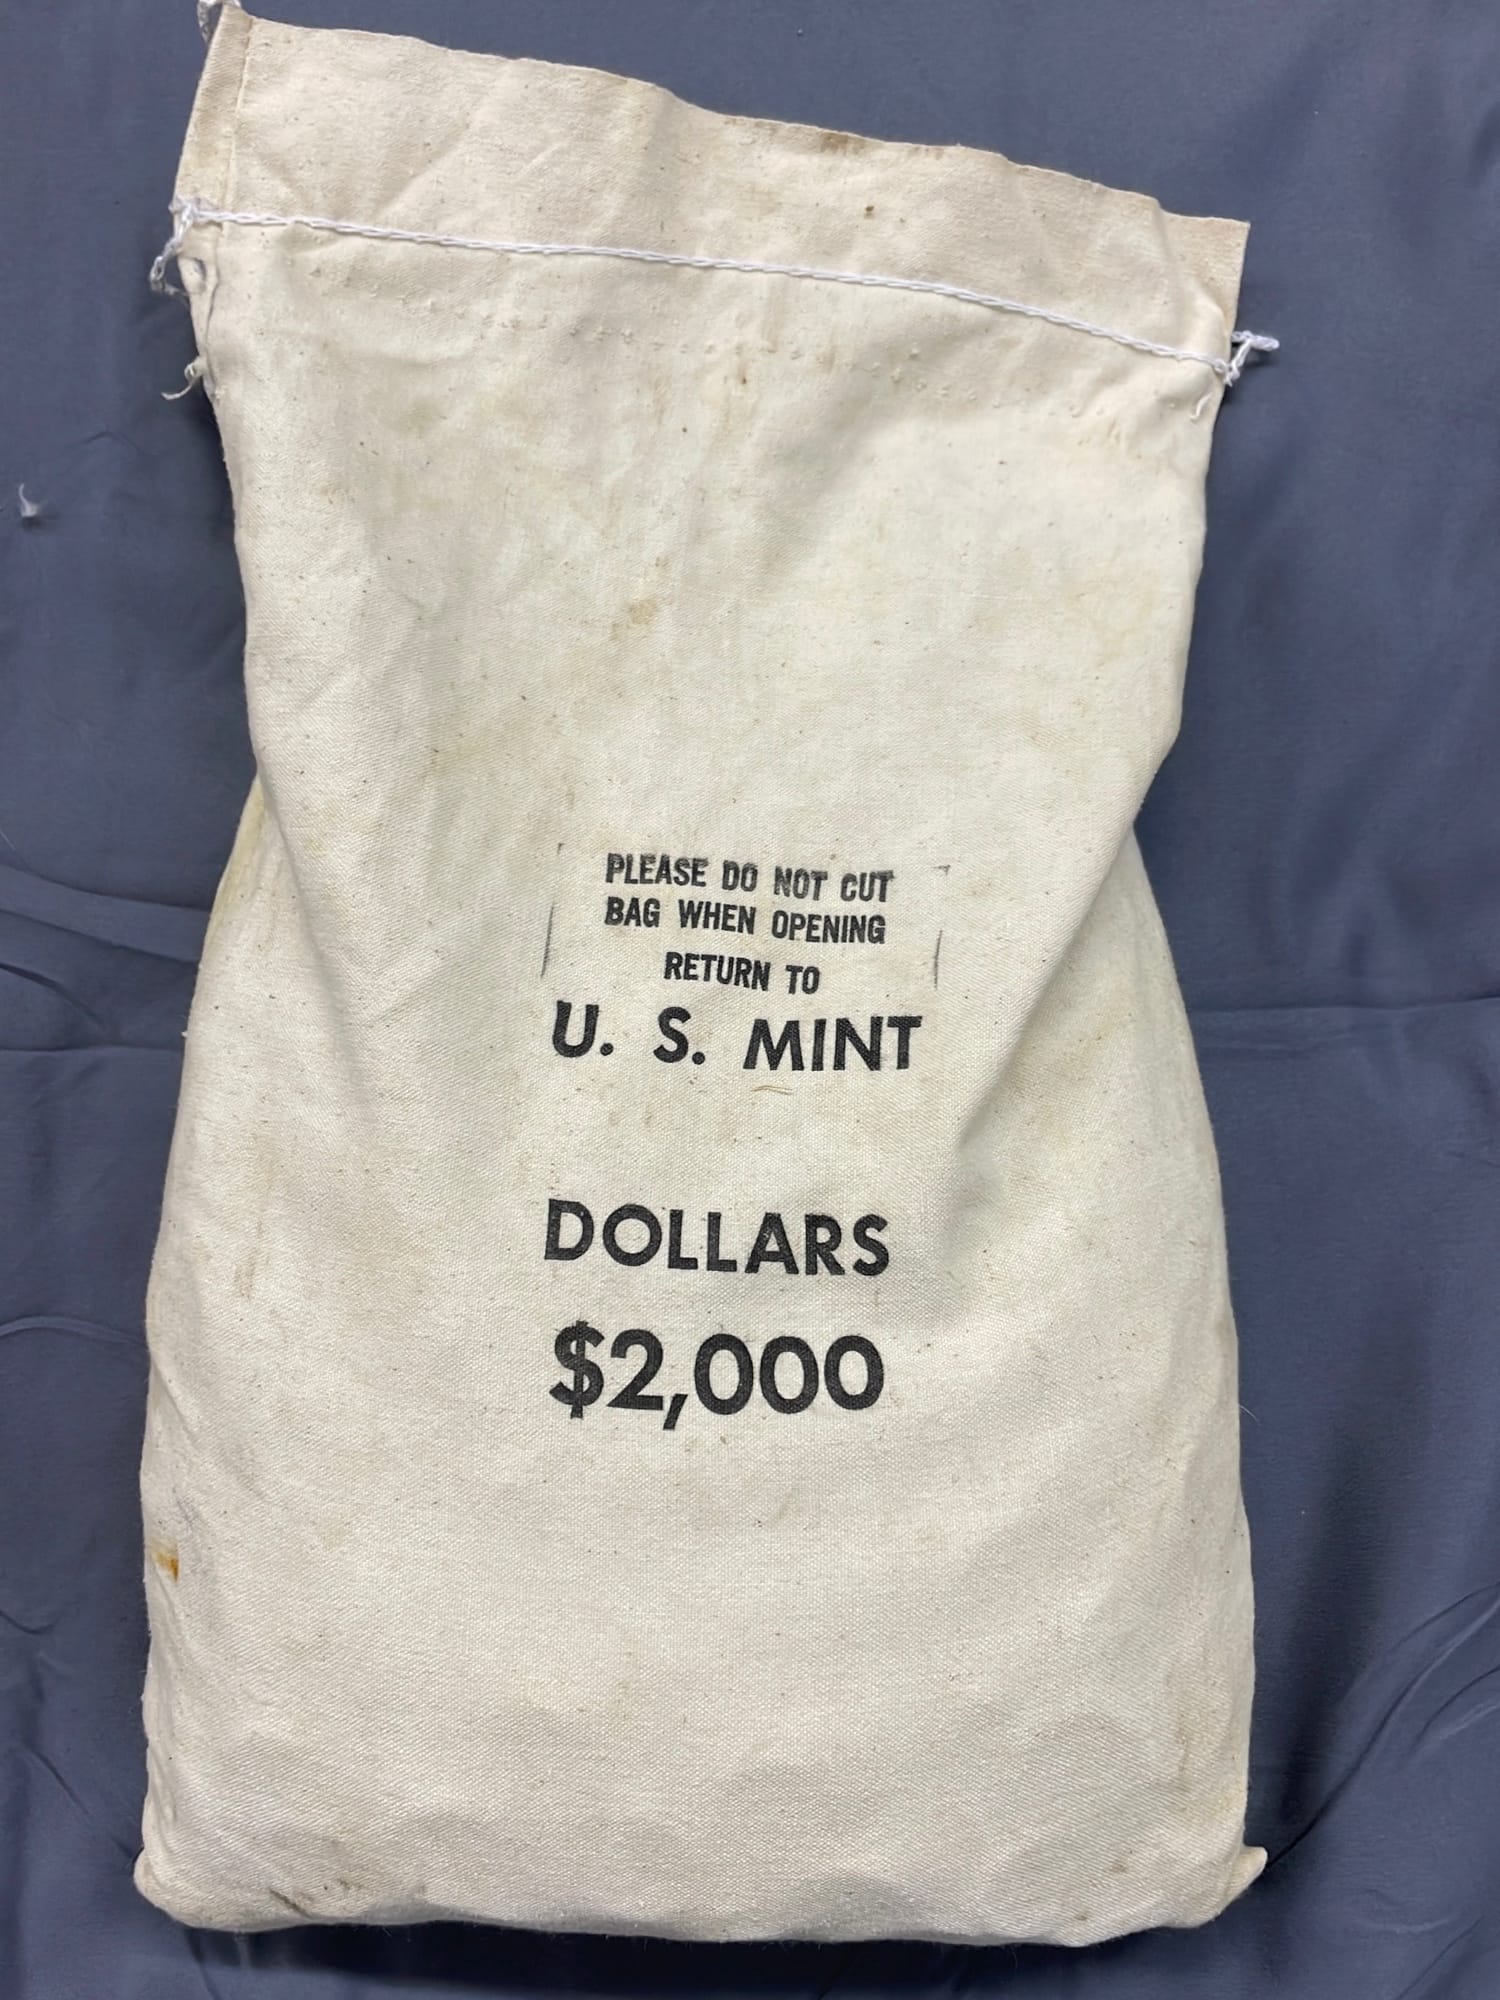 PLEASE DO NOT CUT
BAG WHEN OPENING
RETURN TO
U. S. MINT
DOLLARS
$2,000